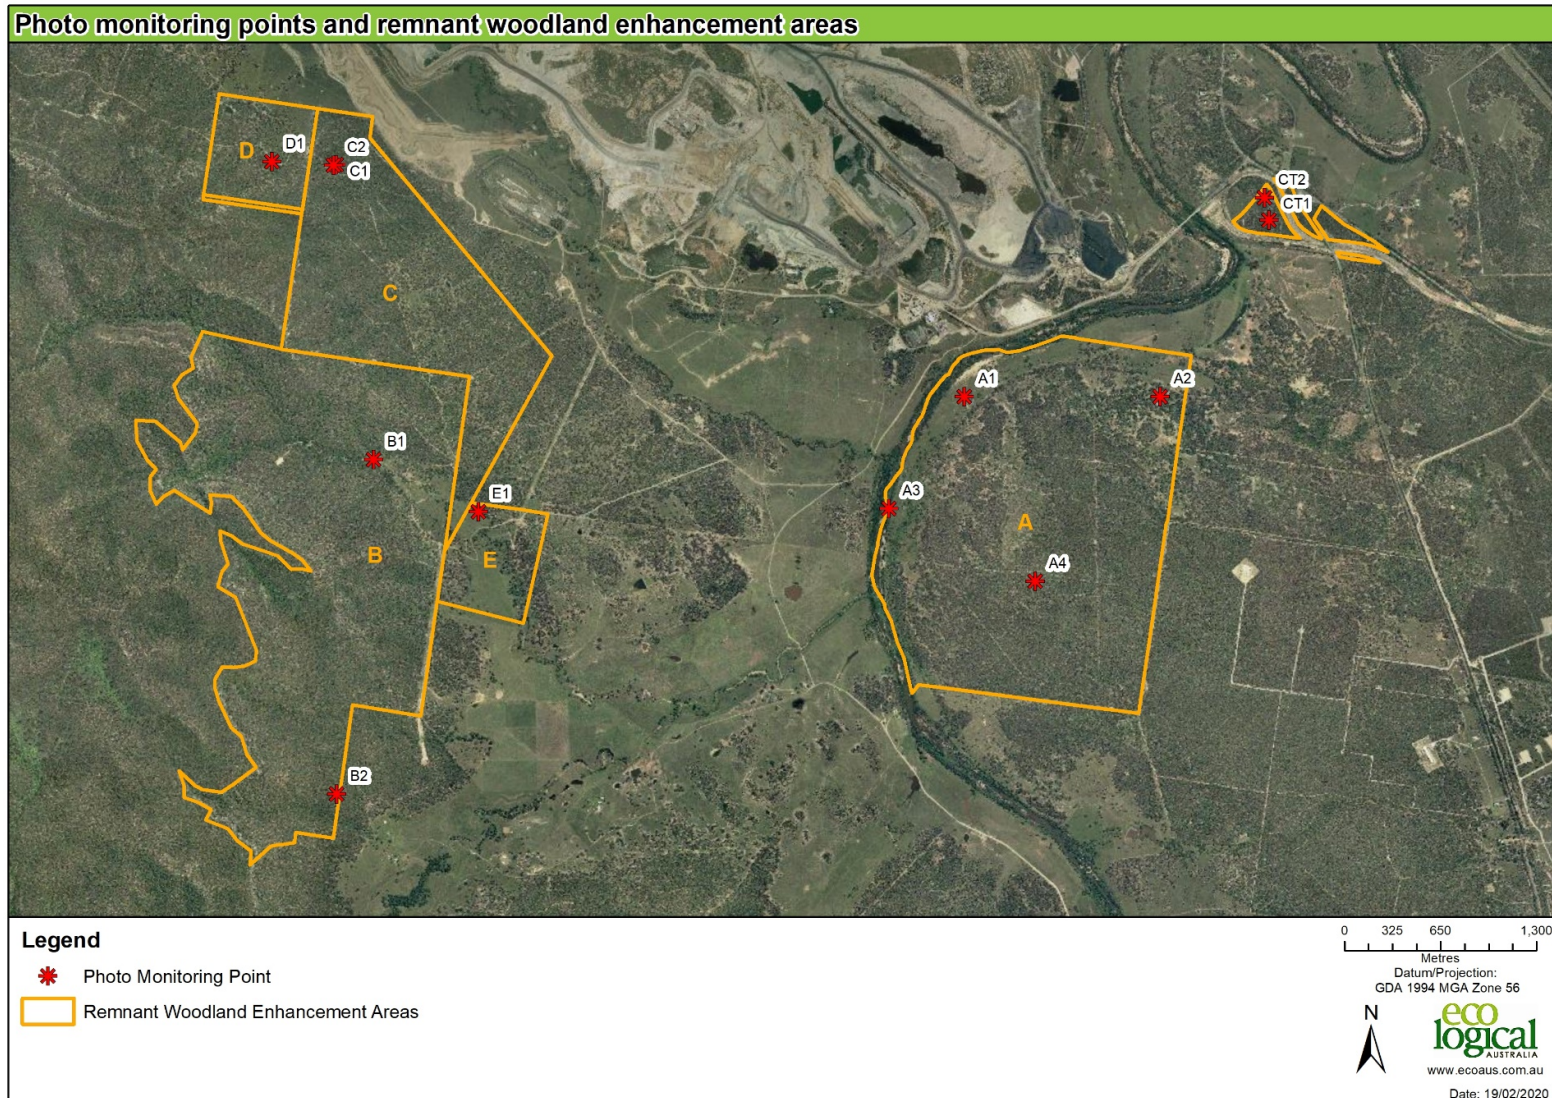 Photo monitoring points and remnant woodland enhancement areas
D
D1
C2
C1
CT2
CT1
C
A1
A2
B1
E1
A3
A
B
E
A4
B2
Legend
Photo Monitoring Point
Remnant Woodland Enhancement Areas
0 325 650 1,300
Metres
Datum/Projection:
GDA 1994 MGA Zone 56
N
eco
logical
AUSTRALIA
www.ecoaus.com.au
Date: 19/02/2020